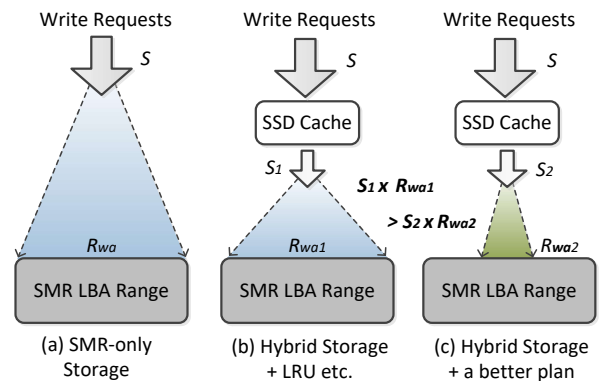 Write Requests
S
Rwa
SMR LBA Range
(a) SMR-only
Storage
Write Requests
S
SSD Cache
S1
S1 x Rwa1
> S2 x Rwa2
Rwa1
SMR LBA Range
(b) Hybrid Storage
+ LRU etc.
Write Requests
S
SSD Cache
S2
Rwa2
SMR LBA Range
(c) Hybrid Storage
+ a better plan